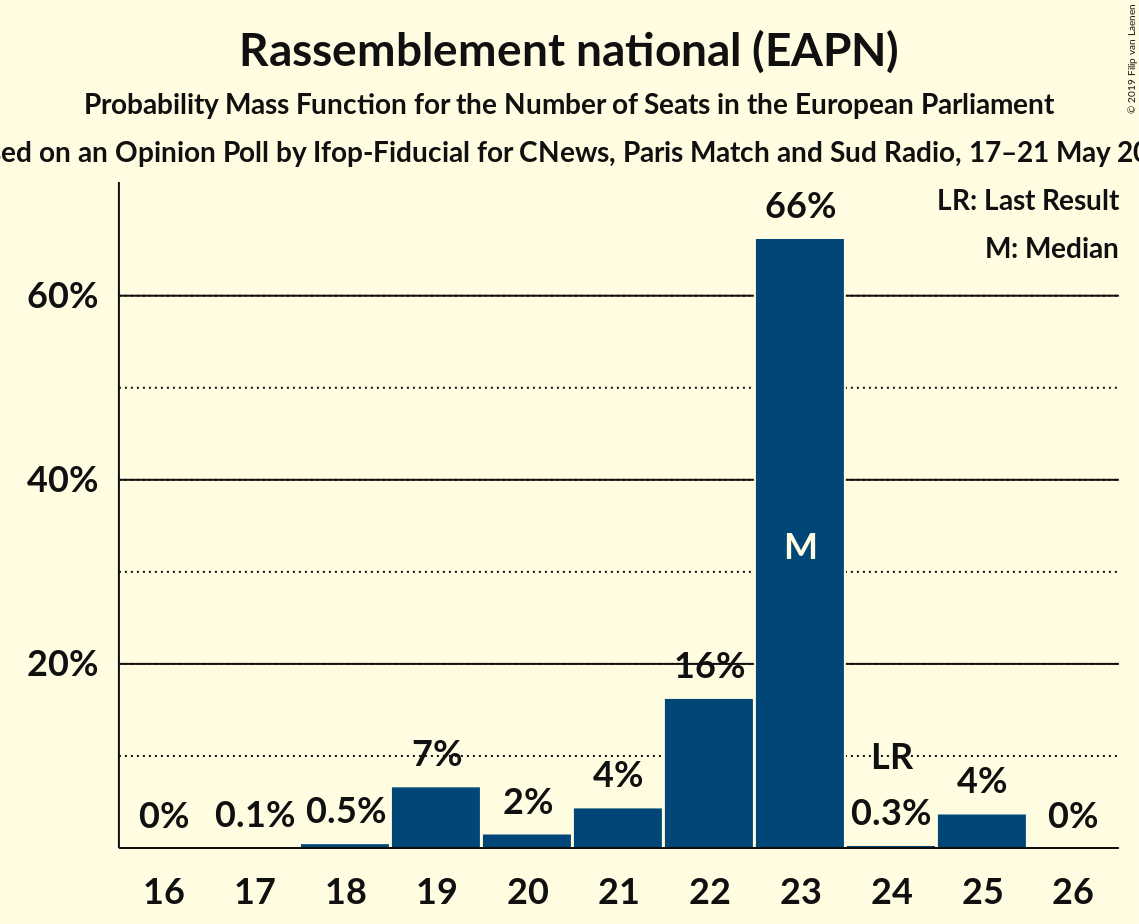 Rassemblement national (EAPN)
Probability Mass Function for the Number of Seats in the European Parliament
sed on an Opinion Poll by Ifop-Fiducial for CNews, Paris Match and Sud Radio, 17–21 May 20
© 2019 Filip van Laenen
LR: Last Result
M: Median
66%
60%
40%
M
20%
16%
7%
4%
LR
4%
0%
0.1%
0.5%
2%
0.3%
0%
16 17 18 19 20 21 22 23 24 25 26